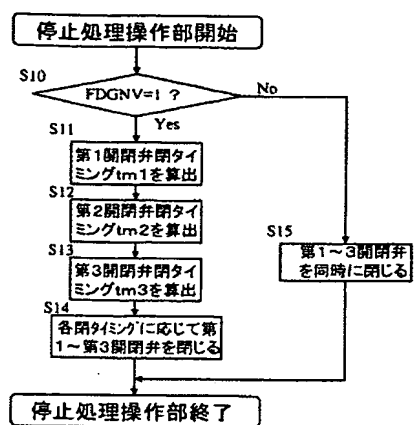 停止処理操作部開始
S10
FDGNV=1 ?
No
Yes
S11
第1開閉弁閉タイ
ミングtm1を算出
S12
第2開閉弁閉タイ
ミングtm2を算出
S13
第3開閉弁閉タイ
ミングtm3を算出
S14
各閉タイミングに応じて第
1〜第3開閉弁を閉じる
S15
第1〜3開閉弁
を同時に閉じる
停止処理操作部終了